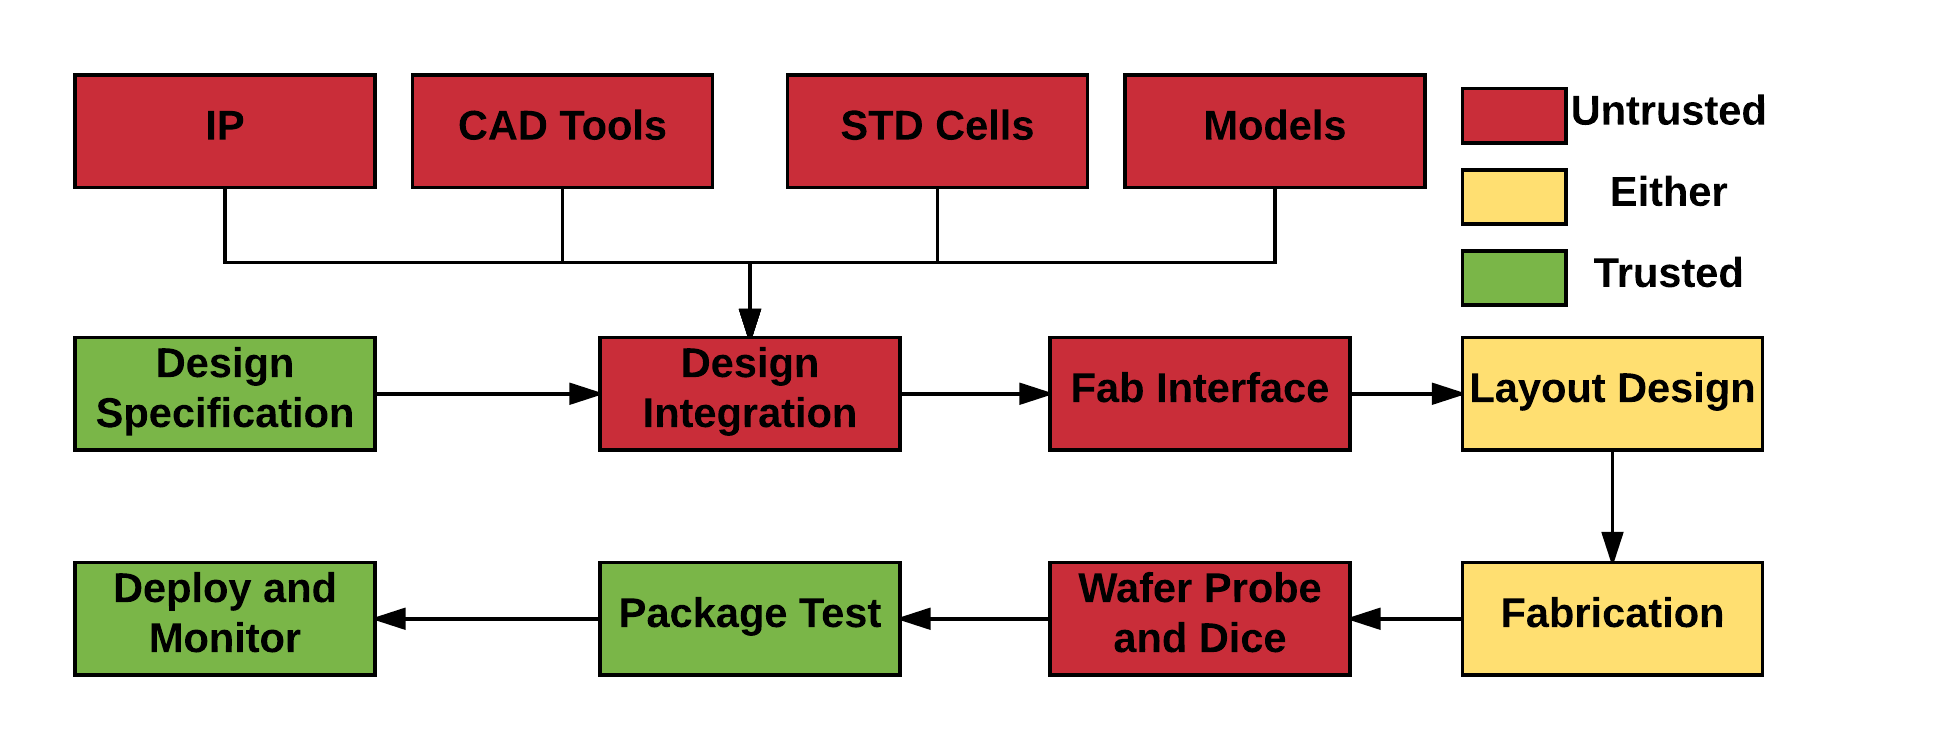 IP
CAD Tools
STD Cells
Models
Untrusted
Either
Trusted
Design
Specification
Design
Integration
Fab Interface
Layout Design
Deploy and
Monitor
Package Test
Wafer Probe
and Dice
Fabrication